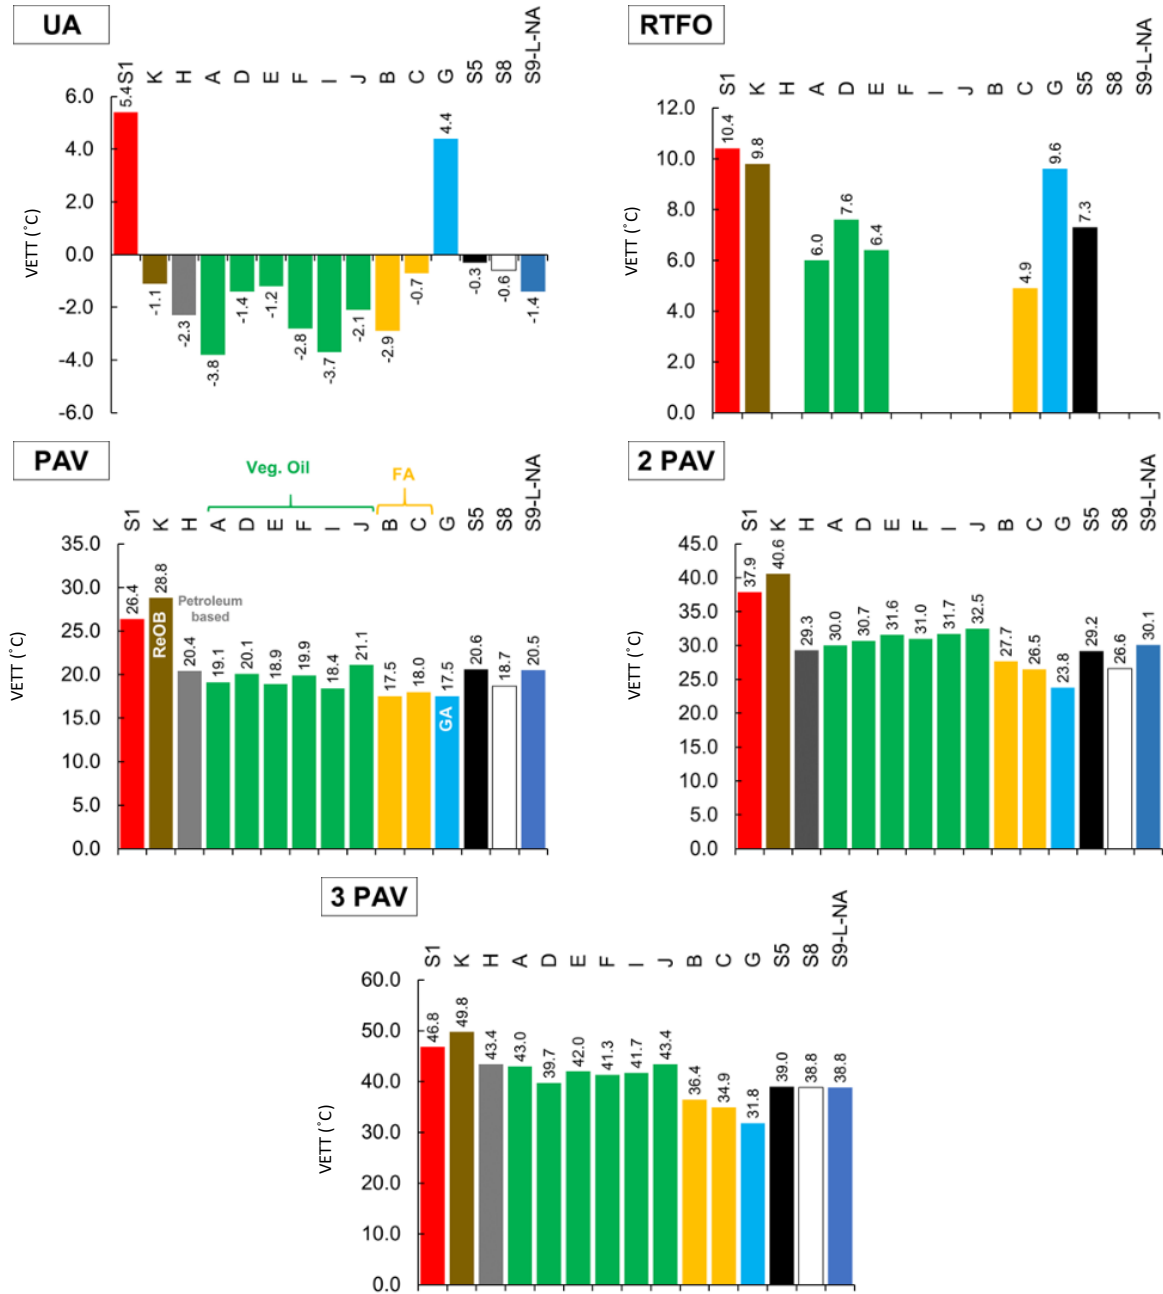 UA
S1 K H A D E F I J B C G S5 S8 S9-L-NA
VETT (˚C)
6.0
4.0
2.0
0.0
-2.0
-4.0
-6.0
5.4 -1.1 -2.3 -3.8 -1.4 -1.2 -2.8 -3.7 -2.1 -2.9 -0.7 4.4 -0.3 -0.6 -1.4
RTFO
S1 K H A D E F I J B C G S5 S8 S9-L-NA
VETT (˚C)
12.0
10.0
8.0
6.0
4.0
2.0
0.0
10.4 9.8 6.0 7.6 6.4 4.9 9.6 7.3
PAV
Veg. Oil
FA
S1 K H A D E F I J B C G S5 S8 S9-L-NA
VETT (˚C)
35.0
30.0
25.0
20.0
15.0
10.0
5.0
0.0
26.4 28.8 20.4 19.1 20.1 18.9 19.9 18.4 21.1 17.5 18.0 17.5 20.6 18.7 20.5
ReOB
Petroleum
based
GA
2 PAV
S1 K H A D E F I J B C G S5 S8 S9-L-NA
VETT (˚C)
45.0
40.0
35.0
30.0
25.0
20.0
15.0
10.0
5.0
0.0
37.9 40.6 29.3 30.0 30.7 31.6 31.0 31.7 32.5 27.7 26.5 23.8 29.2 26.6 30.1
3 PAV
S1 K H A D E F I J B C G S5 S8 S9-L-NA
VETT (˚C)
60.0
50.0
40.0
30.0
20.0
10.0
0.0
46.8 49.8 43.4 43.0 39.7 42.0 41.3 41.7 43.4 36.4 34.9 31.8 39.0 38.8 38.8